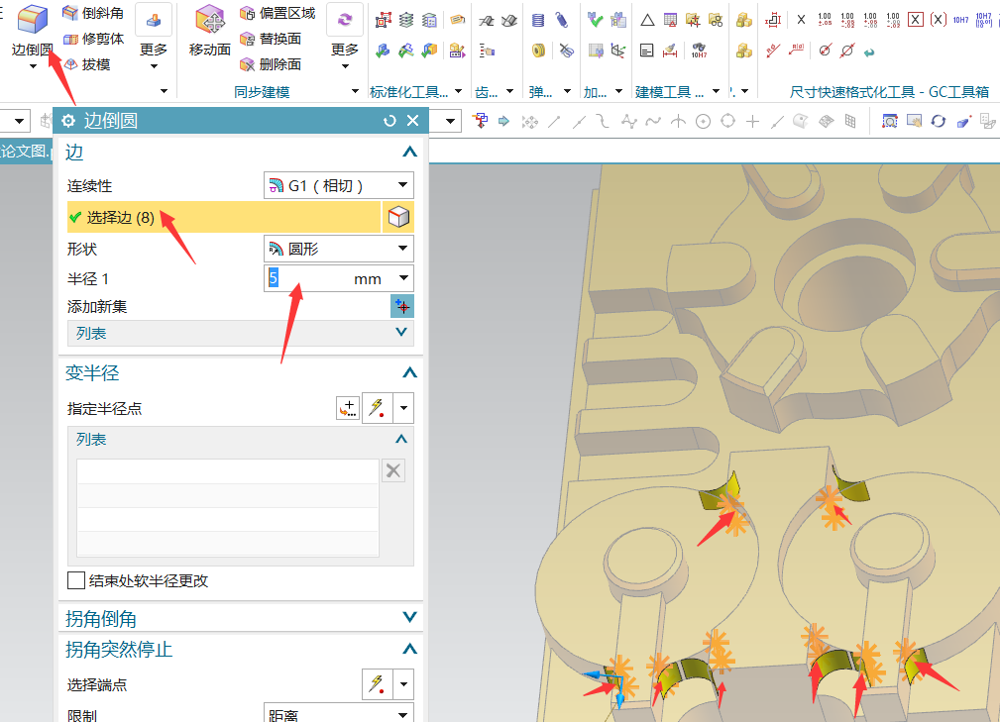 倒斜角
偏置区域
边倒圆
修剪体
更多
移动面
替换面
更多
拔模
删除面
同步建模
标准化工具...
齿...
弹...
加...
建模工具 ...
尺寸快速格式化工具 - GC工具箱
边倒圆
论文图.
边
连续性
G1 ( 相切 )
选择边 (8)
形状
圆形
半径 1
5
mm
添加新集
列表
变半径
指定半径点
列表
结束处软半径更改
拐角倒角
拐角突然停止
选择端点
限制
距离